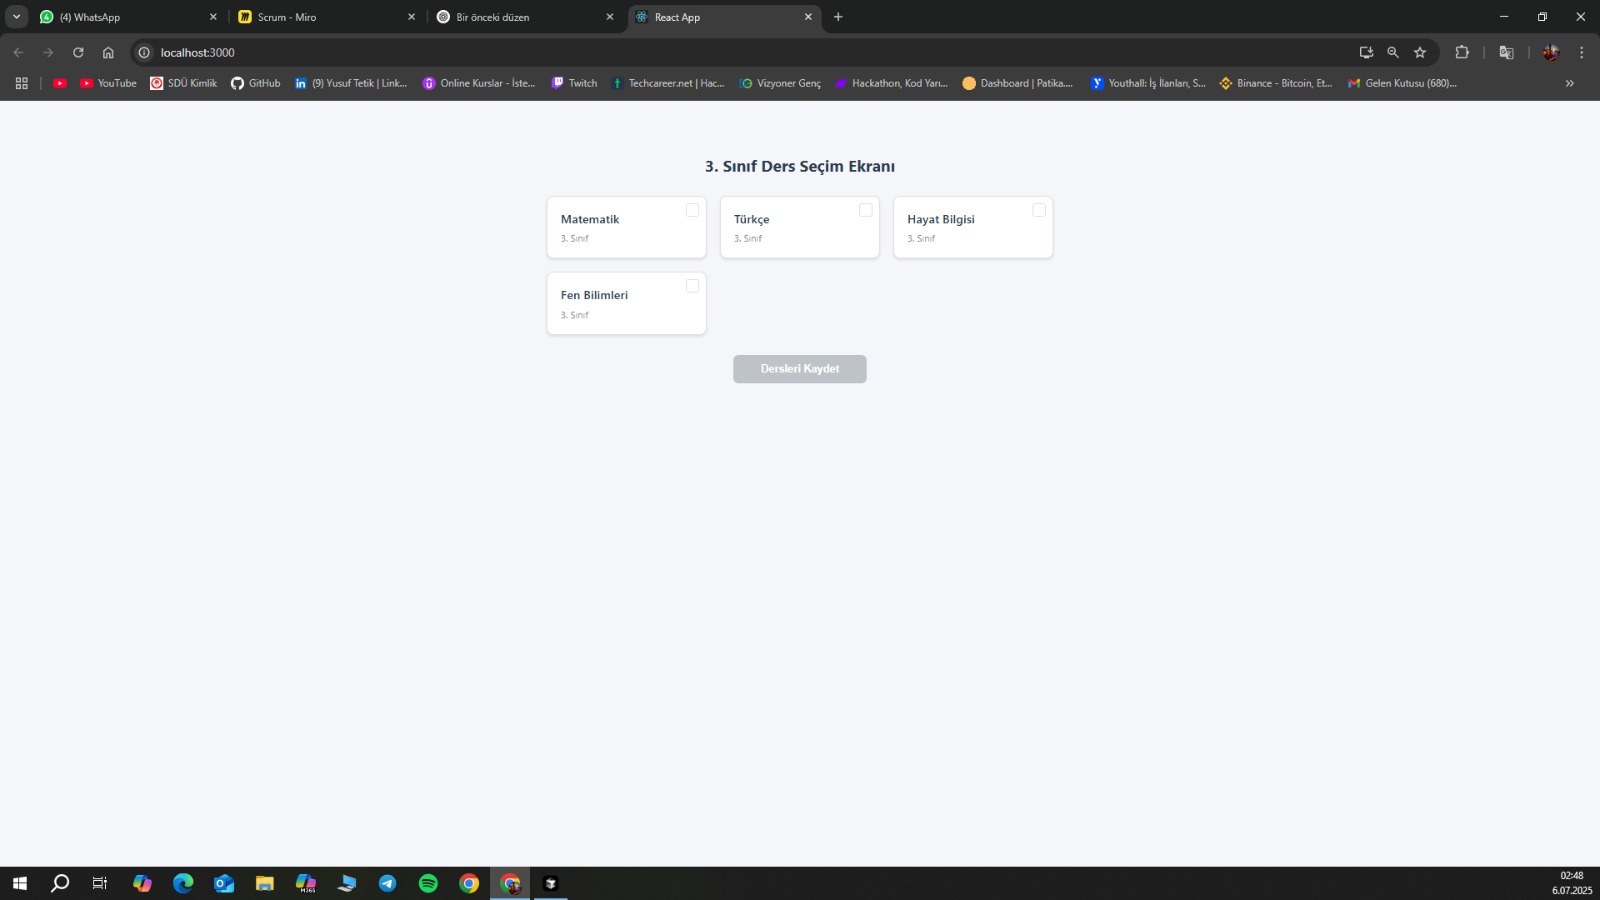 (4) WhatsApp
Scrum - Miro
Bir önceki düzen
React App
localhost:3000
YouTube
SDÜ Kimlik
GitHub
(9) Yusuf Tetik | Link...
Online Kurslar - İste...
Twitch
Techcareer.net | Hac...
Vizyoner Genç
Hackathon, Kod Yarı...
Dashboard | Patika....
Youthall: İş İlanları, S...
Binance - Bitcoin, Et...
Gelen Kutusu (680)...
3. Sınıf Ders Seçim Ekranı
Matematik
3. Sınıf
Türkçe
3. Sınıf
Hayat Bilgisi
3. Sınıf
Fen Bilimleri
3. Sınıf
Dersleri Kaydet
M365
02:48
6.07.2025